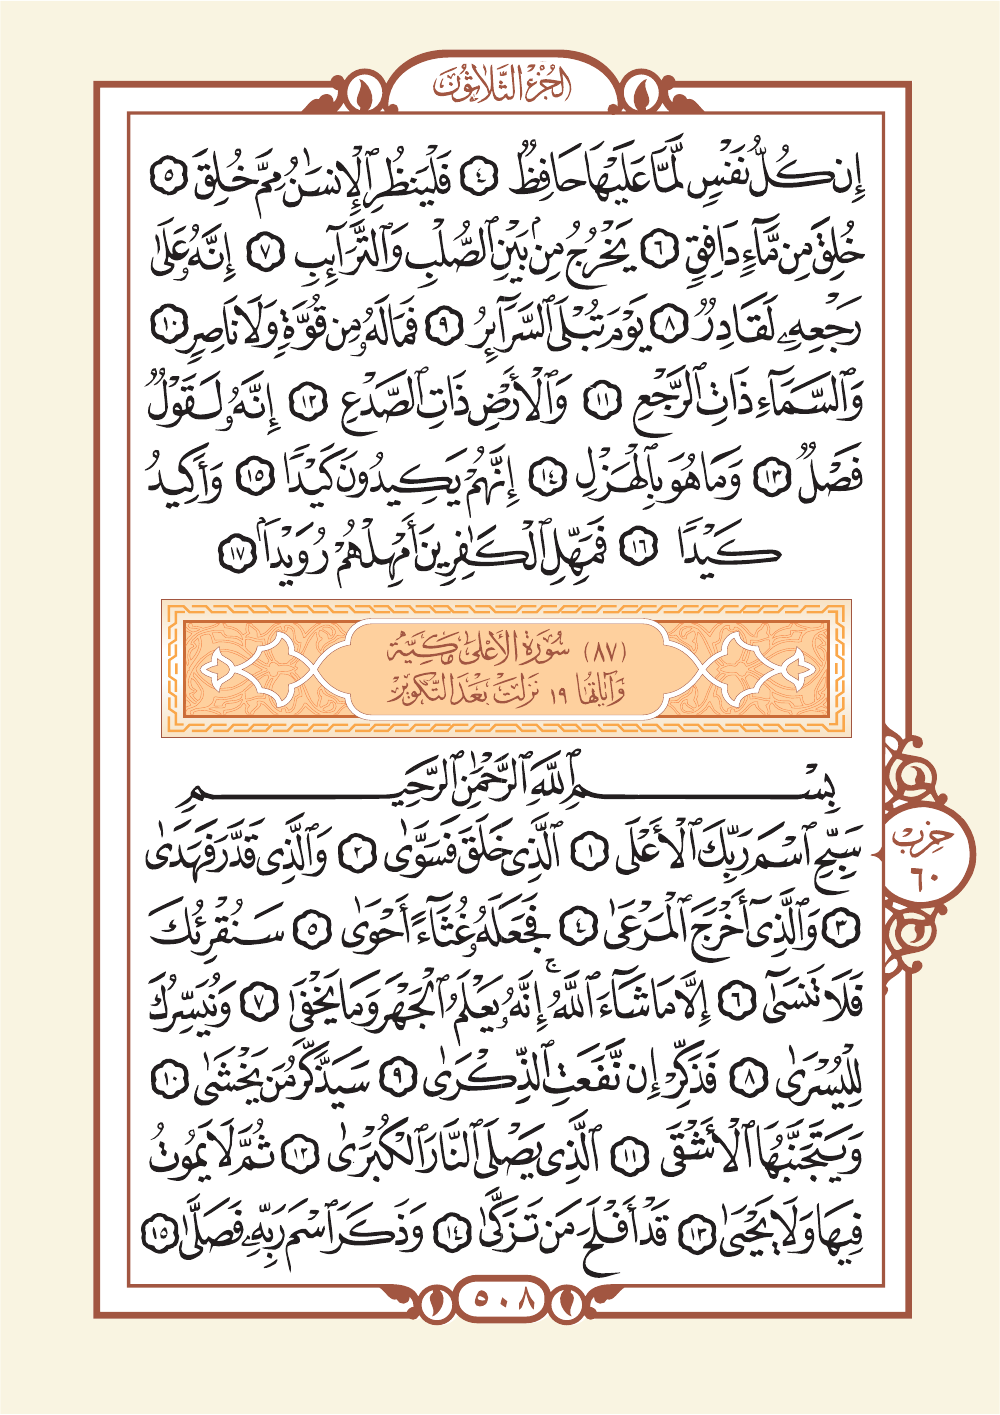 الجُزْءُ الثَّلَاثُونَ
إِن كُلُّ نَفْسٍ لَّمَّا عَلَيْهَا حَافِظٌ ٤ فَلْيَنظُرِ ٱلْإِنسَٰنُ مِمَّ خُلِقَ ٥
خُلِقَ مِن مَّآءٍ دَافِقٍ ٦ يَخْرُجُ مِنۢ بَيْنِ ٱلصُّلْبِ وَٱلتَّرَآئِبِ ٧ إِنَّهُۥ عَلَىٰ
رَجْعِهِۦ لَقَادِرٌ ٨ يَوْمَ تُبْلَى ٱلسَّرَآئِرُ ٩ فَمَا لَهُۥ مِن قُوَّةٍ وَلَا نَاصِرٍ ١٠
وَٱلسَّمَآءِ ذَاتِ ٱلرَّجْعِ ١١ وَٱلْأَرْضِ ذَاتِ ٱلصَّدْعِ ١٢ إِنَّهُۥ لَقَوْلٌ
فَصْلٌ ١٣ وَمَا هُوَ بِٱلْهَزْلِ ١٤ إِنَّهُمْ يَكِيدُونَ كَيْدًا ١٥ وَأَكِيدُ
كَيْدًا ١٦ فَمَهِّلِ ٱلْكَٰفِرِينَ أَمْهِلْهُمْ رُوَيْدًۢا ١٧
(٨٧) سُورَةُ الأَعْلَىٰ مَكِيَّة
وَآيَاتُهَا ١٩ نَزَلَتْ بَعْدَ التَّكْوِيرِ
بِسْمِ ٱللَّهِ ٱلرَّحْمَٰنِ ٱلرَّحِيمِ
سَبِّحِ ٱسْمَ رَبِّكَ ٱلْأَعْلَى ١ ٱلَّذِى خَلَقَ فَسَوَّىٰ ٢ وَٱلَّذِى قَدَّرَ فَهَدَىٰ
حِزْب
٦٠
٣ وَٱلَّذِىٓ أَخْرَجَ ٱلْمَرْعَىٰ ٤ فَجَعَلَهُۥ غُثَآءً أَحْوَىٰ ٥ سَنُقْرِئُكَ
فَلَا تَنسَىٰٓ ٦ إِلَّا مَا شَآءَ ٱللَّهُ ۚ إِنَّهُۥ يَعْلَمُ ٱلْجَهْرَ وَمَا يَخْفَىٰ ٧ وَنُيَسِّرُكَ
لِلْيُسْرَىٰ ٨ فَذَكِّرْ إِن نَّفَعَتِ ٱلذِّكْرَىٰ ٩ سَيَذَّكَّرُ مَن يَخْشَىٰ ١٠
وَيَتَجَنَّبُهَا ٱلْأَشْقَى ١١ ٱلَّذِى يَصْلَى ٱلنَّارَ ٱلْكُبْرَىٰ ١٢ ثُمَّ لَا يَمُوتُ
فِيهَا وَلَا يَحْيَىٰ ١٣ قَدْ أَفْلَحَ مَن تَزَكَّىٰ ١٤ وَذَكَرَ ٱسْمَ رَبِّهِۦ فَصَلَّىٰ ١٥
٥٠٨